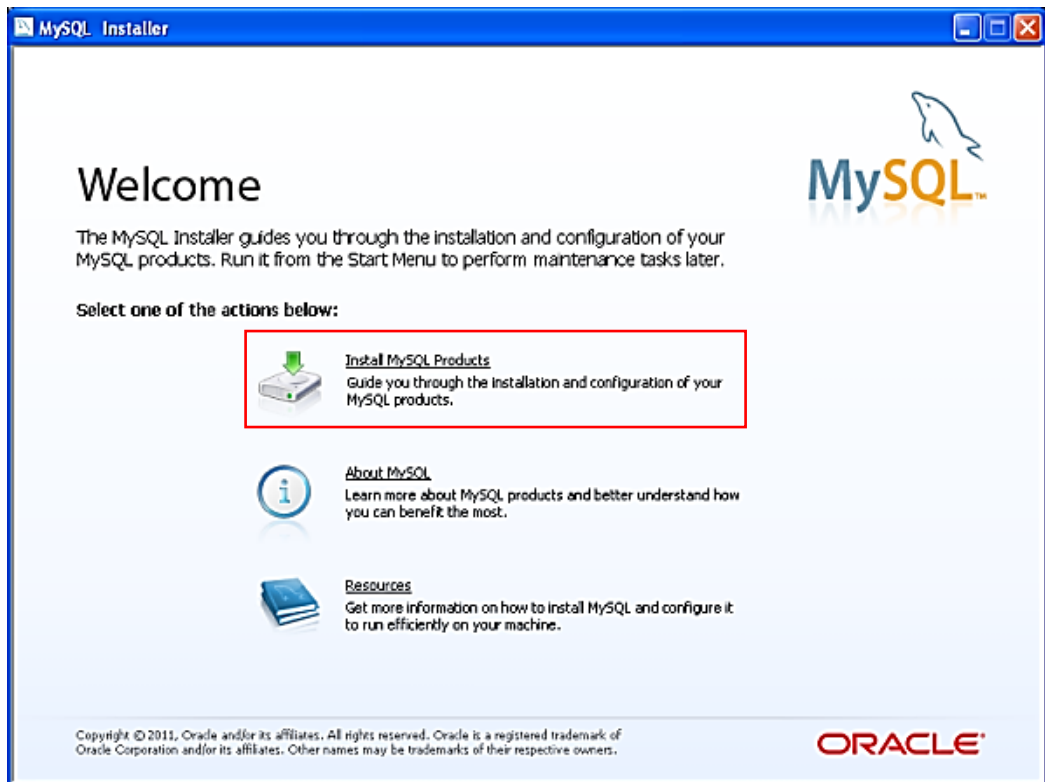 MySQL Installer
MySQL™
Welcome
The MySQL Installer guides you through the installation and configuration of your
MySQL products. Run it from the Start Menu to perform maintenance tasks later.
Select one of the actions below:
Install MySQL Products
Guide you through the installation and configuration of your
MySQL products.
About MySQL
Learn more about MySQL products and better understand how
you can benefit the most.
Resources
Get more information on how to install MySQL and configure it
to run efficiently on your machine.
Copyright © 2011, Oracle and/or its affiliates. All rights reserved. Oracle is a registered trademark of
Oracle Corporation and/or its affiliates. Other names may be trademarks of their respective owners.
ORACLE®